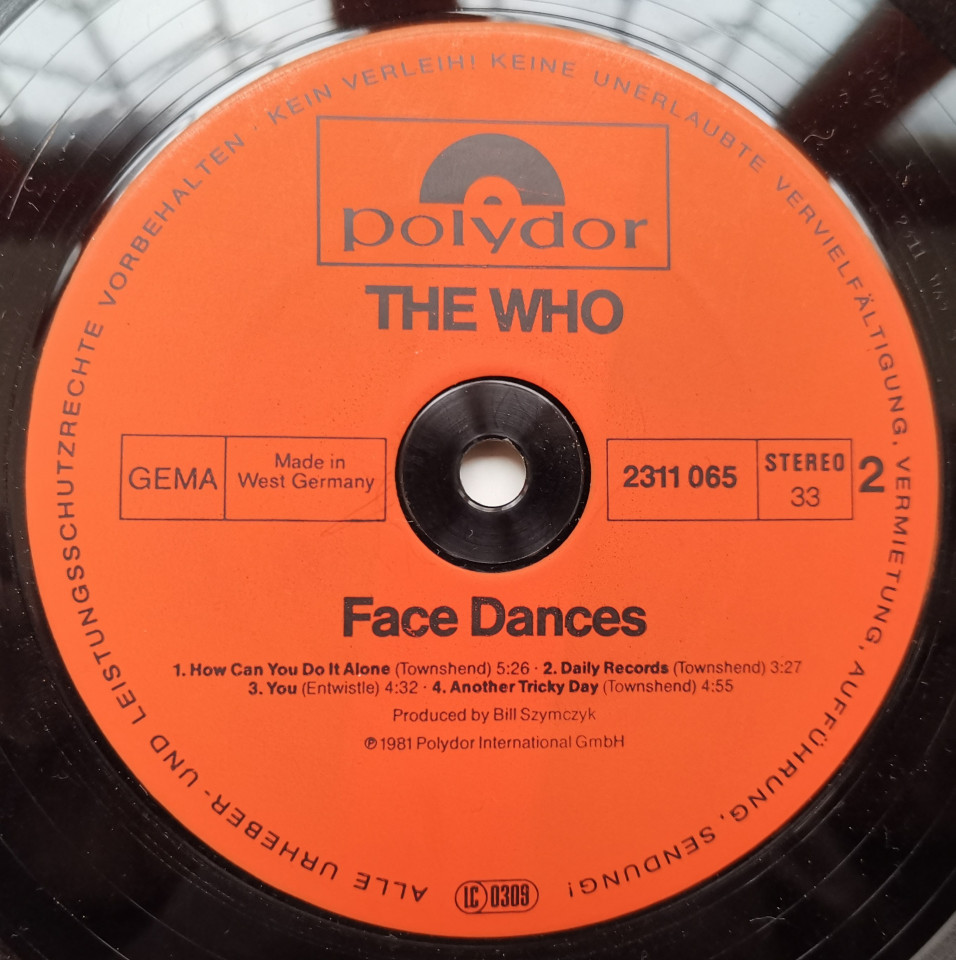 ALLE URHEBER- UND LEISTUNGSSCHUTZRECHTE VORBEHALTEN · KEIN VERLEIH! KEINE UNERLAUBTE VERVIELFÄLTIGUNG, VERMIETUNG, AUFFÜHRUNG, SENDUNG!
polydor
THE WHO
GEMA
Made in
West Germany
2311 065
STEREO
33
2
Face Dances
1. How Can You Do It Alone (Townshend) 5:26 · 2. Daily Records (Townshend) 3:27
3. You (Entwistle) 4:32 · 4. Another Tricky Day (Townshend) 4:55
Produced by Bill Szymczyk
℗ 1981 Polydor International GmbH
LC 0309